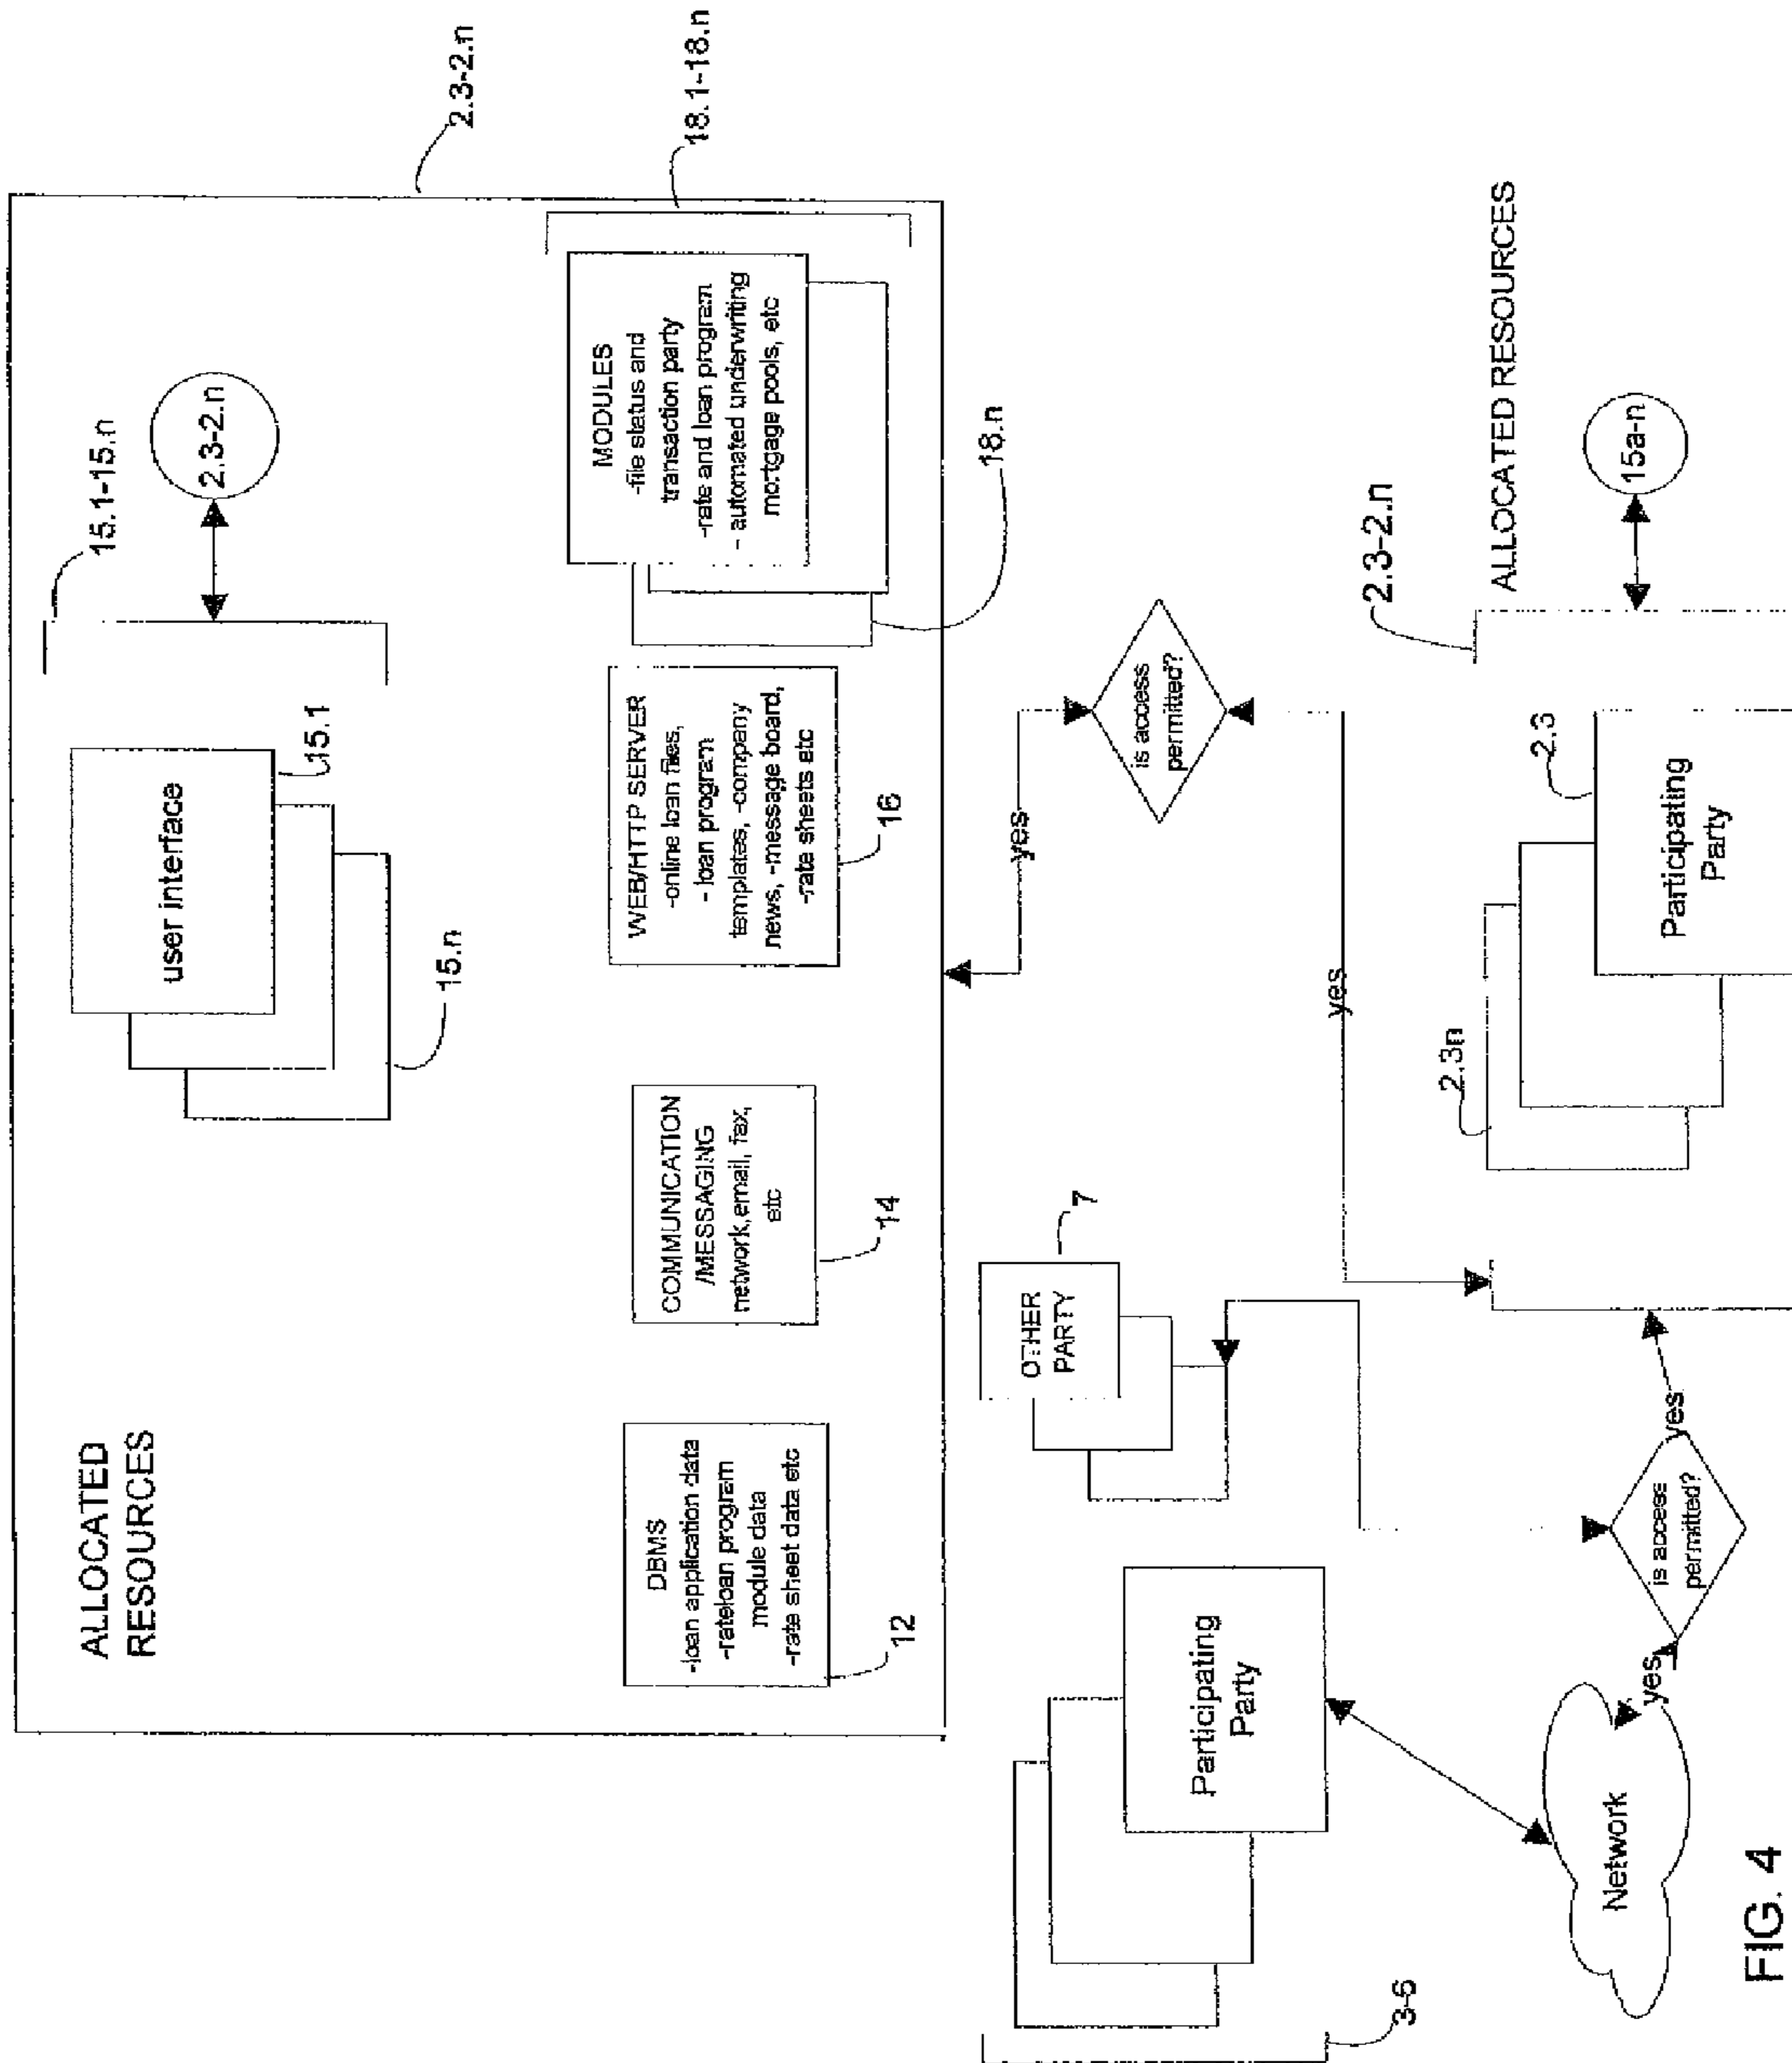 ALLOCATED
RESOURCES
user interface
15.1
15.n
15.1-15.n
2.3-2.n
2.3-2.n
DBMS
-loan application data
-rateloan program
module data
-rate sheet data etc
12
COMMUNICATION
/MESSAGING
network,email, fax,
etc
14
WEB/HTTP SERVER
-online loan files,
- loan program
templates, -company
news, -message board,
-rate sheets etc
16
MODULES
-file status and
transaction party
-rate and loan program
- automated underwriting
mortgage pools, etc
18.n
18.1-18.n
OTHER
PARTY
7
yes
is access
permitted?
yes
Participating
Party
3-6
Network
yes
is access
permitted?
yes
2.3n
Participating
Party
2.3
2.3-2.n
ALLOCATED RESOURCES
15a-n
FIG. 4